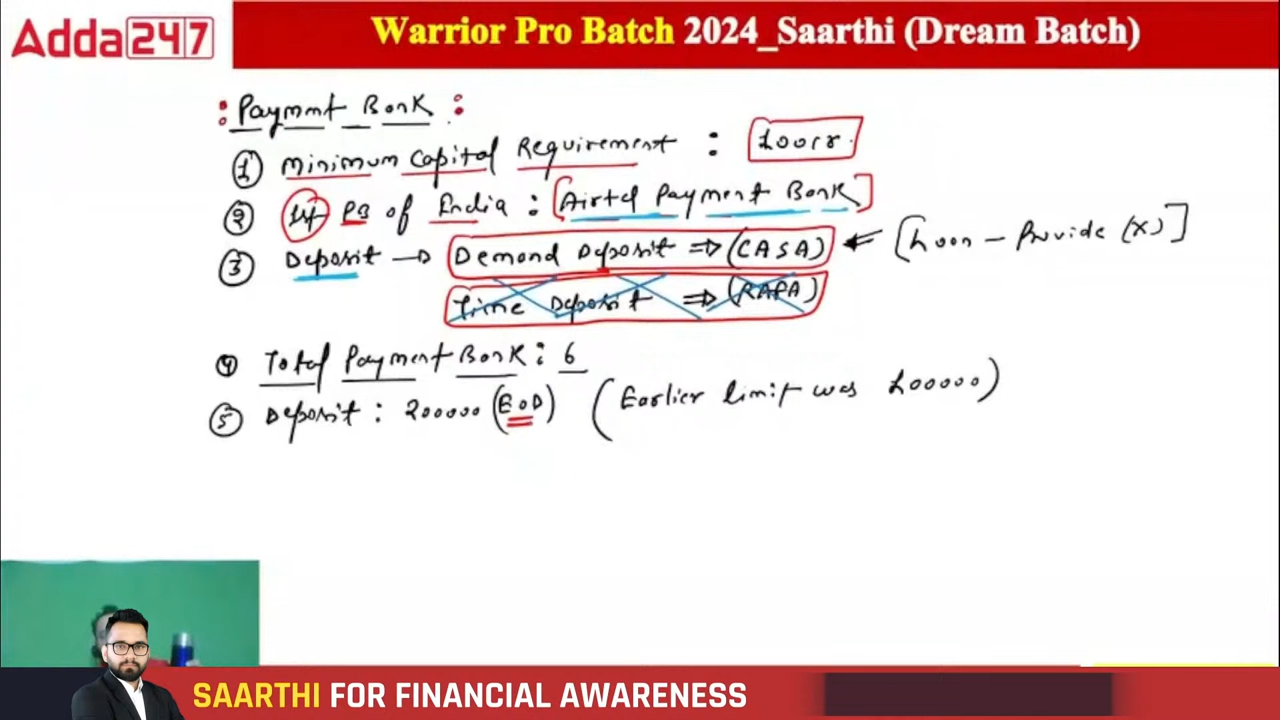 Adda247
Warrior Pro Batch 2024_Saarthi (Dream Batch)
: Payment Bank :
① Minimum Capital Requirement : 100cr.
② 1st PB of India : [Airtel Payment Bank]
③ Deposit → Demand Deposit ⇒ (CASA) ← [Loan - Provide (x)]
Time Deposit ⇒ (RAPA)
④ Total Payment Bank : 6
⑤ Deposit : 200000 (EOD) (Earlier limit was 100000)
SAARTHI FOR FINANCIAL AWARENESS